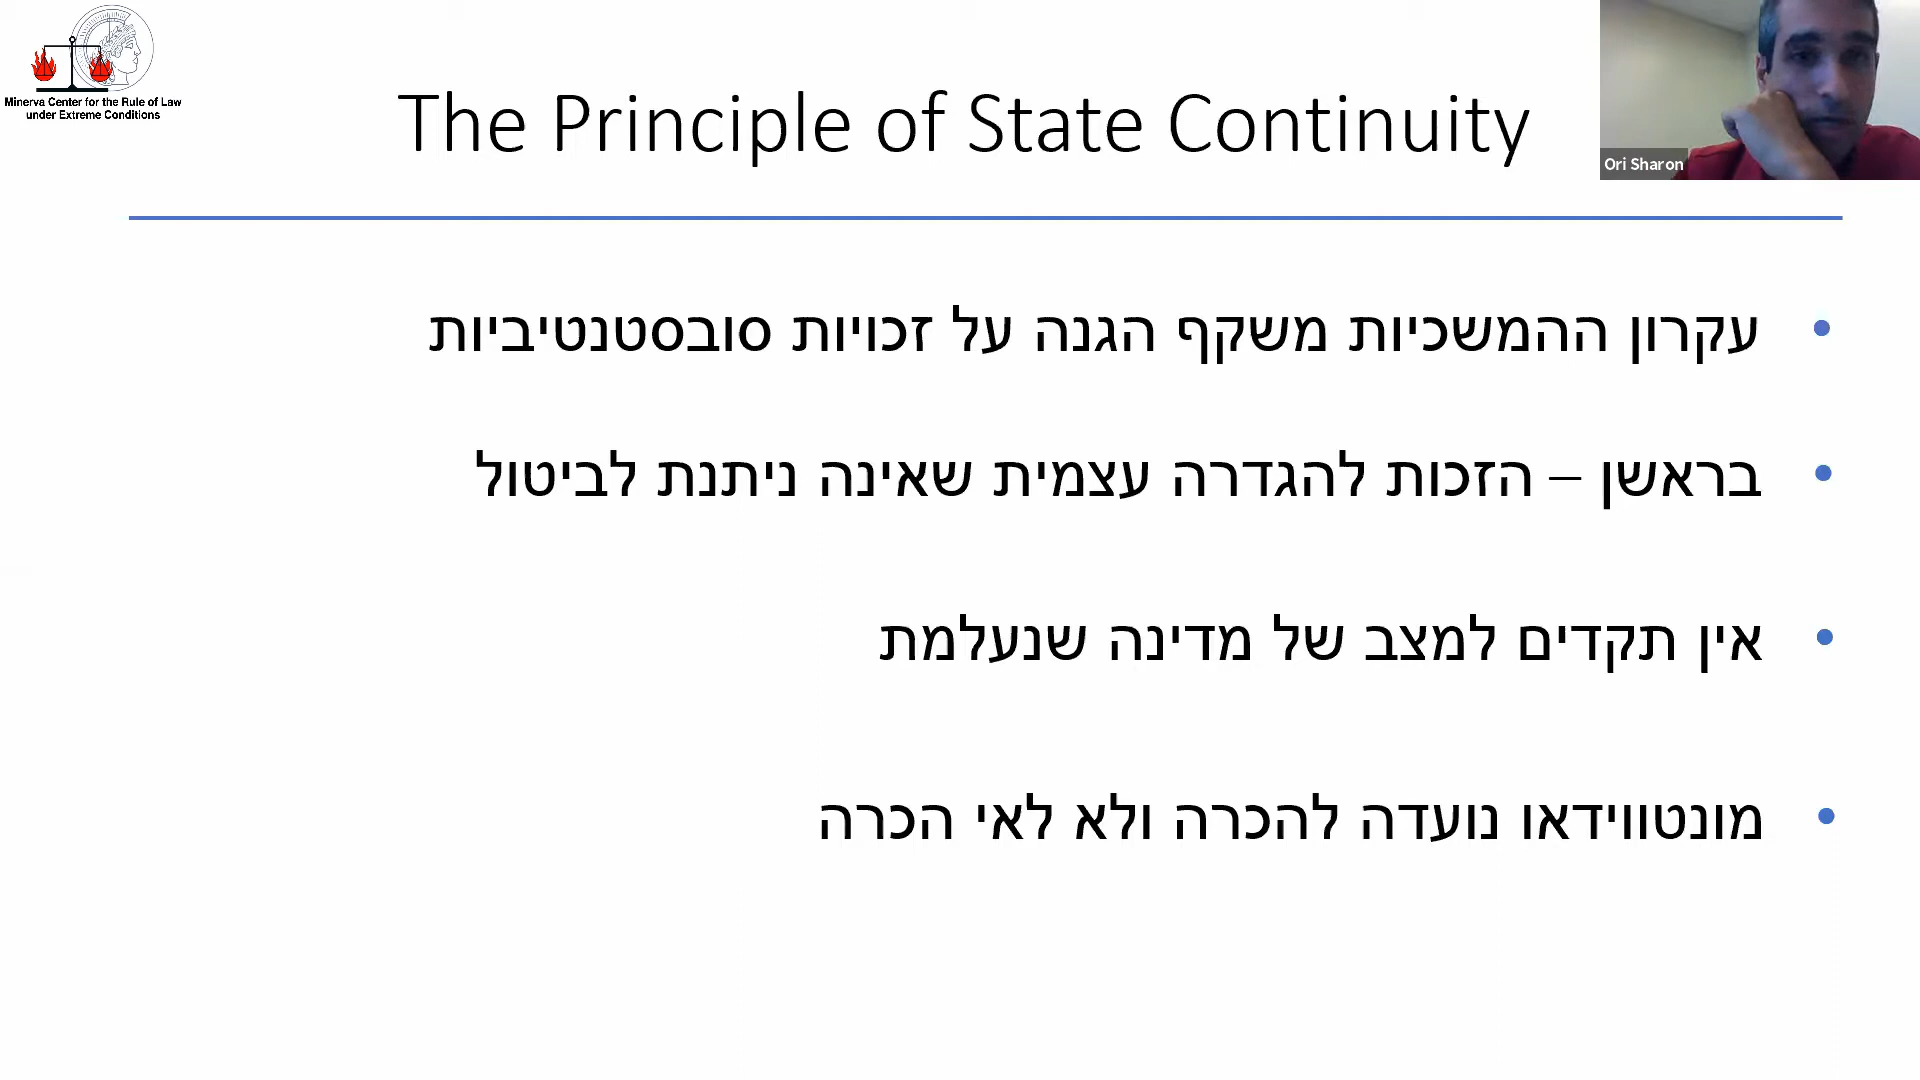 Minerva Center for the Rule of Law
under Extreme Conditions
The Principle of State Continuity
Ori Sharon
עקרון ההמשכיות משקף הגנה על זכויות סובסטנטיביות
בראשן – הזכות להגדרה עצמית שאינה ניתנת לביטול
אין תקדים למצב של מדינה שנעלמת
מונטווידאו נועדה להכרה ולא לאי הכרה